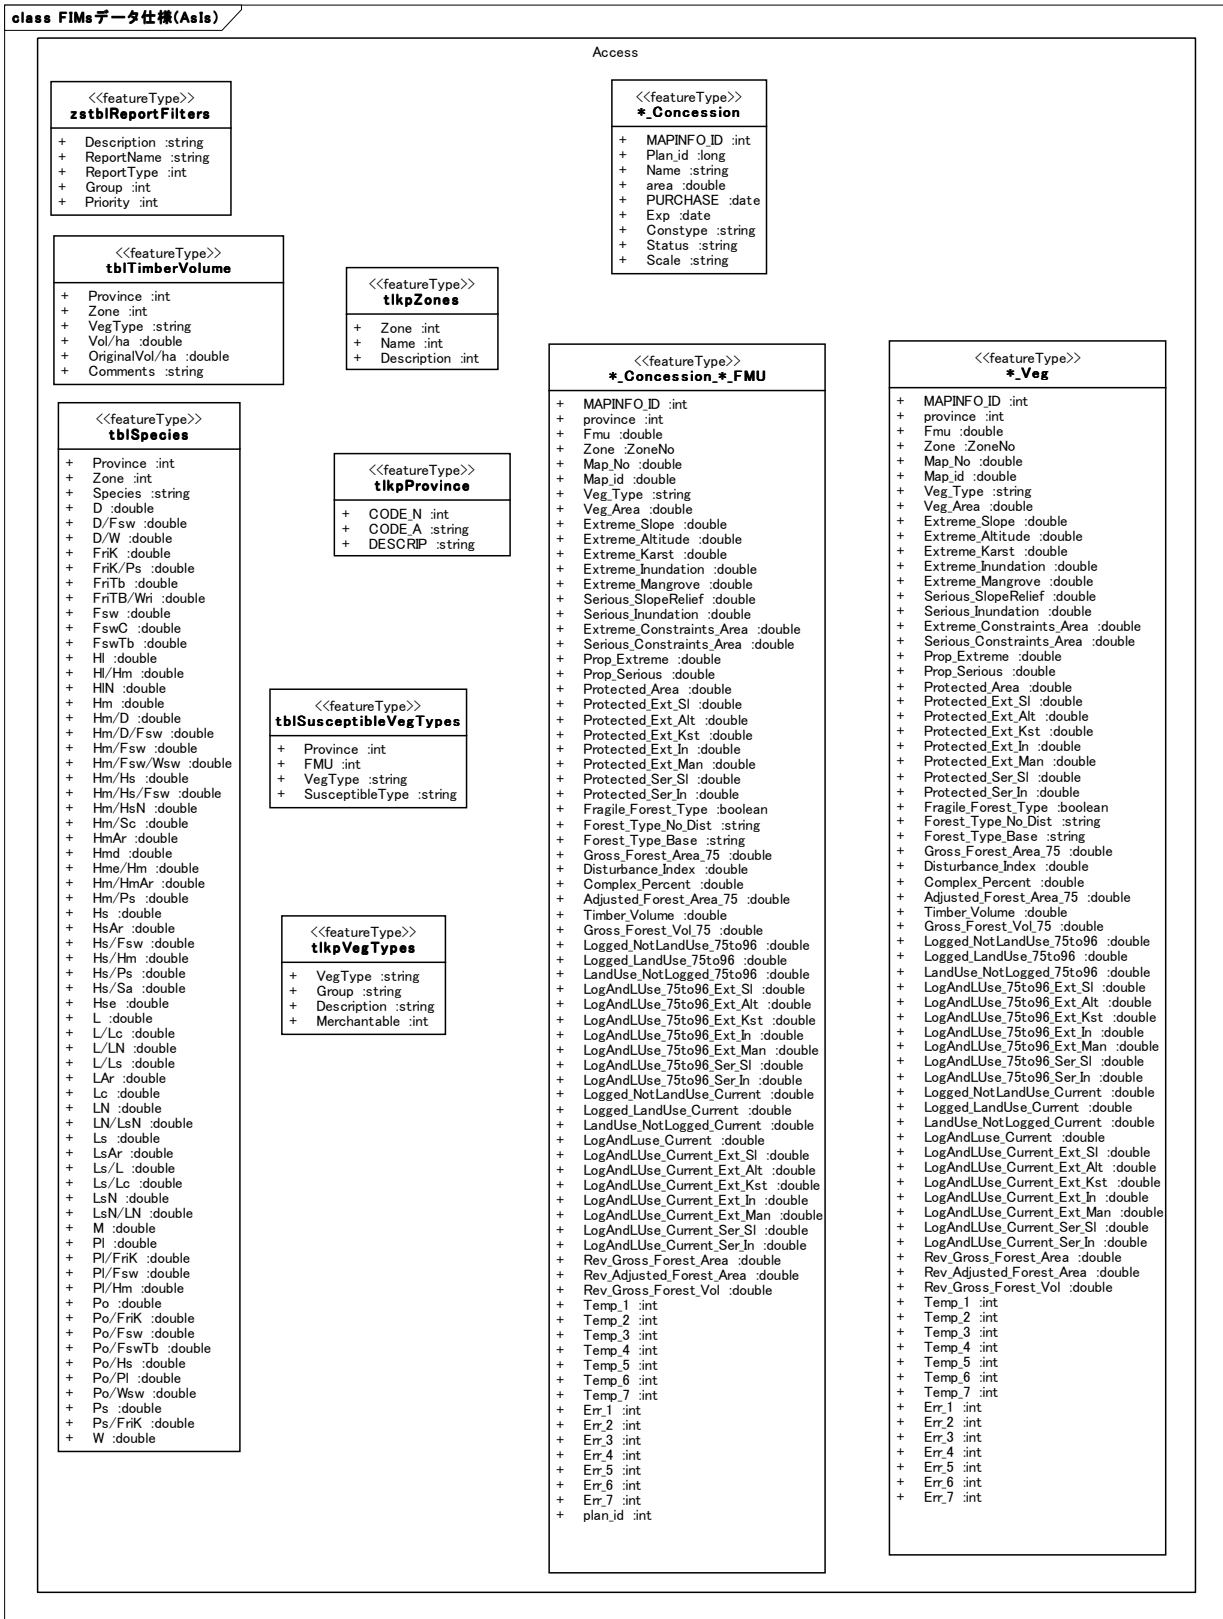 class FIMsデータ仕様(AsIs)
Access
<<featureType>>
zstblReportFilters
+ Description :string
+ ReportName :string
+ ReportType :int
+ Group :int
+ Priority :int
<<featureType>>
*_Concession
+ MAPINFO_ID :int
+ Plan_id :long
+ Name :string
+ area :double
+ PURCHASE :date
+ Exp :date
+ Constype :string
+ Status :string
+ Scale :string
<<featureType>>
tblTimberVolume
+ Province :int
+ Zone :int
+ VegType :string
+ Vol/ha :double
+ OriginalVol/ha :double
+ Comments :string
<<featureType>>
tlkpZones
+ Zone :int
+ Name :int
+ Description :int
<<featureType>>
tblSpecies
+ Province :int
+ Zone :int
+ Species :string
+ D :double
+ D/Fsw :double
+ D/W :double
+ FriK :double
+ FriK/Ps :double
+ FriTb :double
+ FriTB/Wri :double
+ Fsw :double
+ FswC :double
+ FswTb :double
+ Hl :double
+ Hl/Hm :double
+ HlN :double
+ Hm :double
+ Hm/D :double
+ Hm/D/Fsw :double
+ Hm/Fsw :double
+ Hm/Fsw/Wsw :double
+ Hm/Hs :double
+ Hm/Hs/Fsw :double
+ Hm/HsN :double
+ Hm/Sc :double
+ HmAr :double
+ Hmd :double
+ Hme/Hm :double
+ Hm/HmAr :double
+ Hm/Ps :double
+ Hs :double
+ HsAr :double
+ Hs/Fsw :double
+ Hs/Hm :double
+ Hs/Ps :double
+ Hs/Sa :double
+ Hse :double
+ L :double
+ L/Lc :double
+ L/LN :double
+ L/Ls :double
+ LAr :double
+ Lc :double
+ LN :double
+ LN/LsN :double
+ Ls :double
+ LsAr :double
+ Ls/L :double
+ Ls/Lc :double
+ LsN :double
+ LsN/LN :double
+ M :double
+ Pl :double
+ Pl/FriK :double
+ Pl/Fsw :double
+ Pl/Hm :double
+ Po :double
+ Po/FriK :double
+ Po/Fsw :double
+ Po/FswTb :double
+ Po/Hs :double
+ Po/Pl :double
+ Po/Wsw :double
+ Ps :double
+ Ps/FriK :double
+ W :double
<<featureType>>
tlkpProvince
+ CODE_N :int
+ CODE_A :string
+ DESCRIP :string
<<featureType>>
tblSusceptibleVegTypes
+ Province :int
+ FMU :int
+ VegType :string
+ SusceptibleType :string
<<featureType>>
tlkpVegTypes
+ VegType :string
+ Group :string
+ Description :string
+ Merchantable :int
<<featureType>>
*_Concession_*_FMU
+ MAPINFO_ID :int
+ province :int
+ Fmu :double
+ Zone :ZoneNo
+ Map_No :double
+ Map_id :double
+ Veg_Type :string
+ Veg_Area :double
+ Extreme_Slope :double
+ Extreme_Altitude :double
+ Extreme_Karst :double
+ Extreme_Inundation :double
+ Extreme_Mangrove :double
+ Serious_SlopeRelief :double
+ Serious_Inundation :double
+ Extreme_Constraints_Area :double
+ Serious_Constraints_Area :double
+ Prop_Extreme :double
+ Prop_Serious :double
+ Protected_Area :double
+ Protected_Ext_Sl :double
+ Protected_Ext_Alt :double
+ Protected_Ext_Kst :double
+ Protected_Ext_In :double
+ Protected_Ext_Man :double
+ Protected_Ser_Sl :double
+ Protected_Ser_In :double
+ Fragile_Forest_Type :boolean
+ Forest_Type_No_Dist :string
+ Forest_Type_Base :string
+ Gross_Forest_Area_75 :double
+ Disturbance_Index :double
+ Complex_Percent :double
+ Adjusted_Forest_Area_75 :double
+ Timber_Volume :double
+ Gross_Forest_Vol_75 :double
+ Logged_NotLandUse_75to96 :double
+ Logged_LandUse_75to96 :double
+ LandUse_NotLogged_75to96 :double
+ LogAndLUse_75to96_Ext_Sl :double
+ LogAndLUse_75to96_Ext_Alt :double
+ LogAndLUse_75to96_Ext_Kst :double
+ LogAndLUse_75to96_Ext_In :double
+ LogAndLUse_75to96_Ext_Man :double
+ LogAndLUse_75to96_Ser_Sl :double
+ LogAndLUse_75to96_Ser_In :double
+ Logged_NotLandUse_Current :double
+ Logged_LandUse_Current :double
+ LandUse_NotLogged_Current :double
+ LogAndLuse_Current :double
+ LogAndLUse_Current_Ext_Sl :double
+ LogAndLUse_Current_Ext_Alt :double
+ LogAndLUse_Current_Ext_Kst :double
+ LogAndLUse_Current_Ext_In :double
+ LogAndLUse_Current_Ext_Man :double
+ LogAndLUse_Current_Ser_Sl :double
+ LogAndLUse_Current_Ser_In :double
+ Rev_Gross_Forest_Area :double
+ Rev_Adjusted_Forest_Area :double
+ Rev_Gross_Forest_Vol :double
+ Temp_1 :int
+ Temp_2 :int
+ Temp_3 :int
+ Temp_4 :int
+ Temp_5 :int
+ Temp_6 :int
+ Temp_7 :int
+ Err_1 :int
+ Err_2 :int
+ Err_3 :int
+ Err_4 :int
+ Err_5 :int
+ Err_6 :int
+ Err_7 :int
+ plan_id :int
<<featureType>>
*_Veg
+ MAPINFO_ID :int
+ province :int
+ Fmu :double
+ Zone :ZoneNo
+ Map_No :double
+ Map_id :double
+ Veg_Type :string
+ Veg_Area :double
+ Extreme_Slope :double
+ Extreme_Altitude :double
+ Extreme_Karst :double
+ Extreme_Inundation :double
+ Extreme_Mangrove :double
+ Serious_SlopeRelief :double
+ Serious_Inundation :double
+ Extreme_Constraints_Area :double
+ Serious_Constraints_Area :double
+ Prop_Extreme :double
+ Prop_Serious :double
+ Protected_Area :double
+ Protected_Ext_Sl :double
+ Protected_Ext_Alt :double
+ Protected_Ext_Kst :double
+ Protected_Ext_In :double
+ Protected_Ext_Man :double
+ Protected_Ser_Sl :double
+ Protected_Ser_In :double
+ Fragile_Forest_Type :boolean
+ Forest_Type_No_Dist :string
+ Forest_Type_Base :string
+ Gross_Forest_Area_75 :double
+ Disturbance_Index :double
+ Complex_Percent :double
+ Adjusted_Forest_Area_75 :double
+ Timber_Volume :double
+ Gross_Forest_Vol_75 :double
+ Logged_NotLandUse_75to96 :double
+ Logged_LandUse_75to96 :double
+ LandUse_NotLogged_75to96 :double
+ LogAndLUse_75to96_Ext_Sl :double
+ LogAndLUse_75to96_Ext_Alt :double
+ LogAndLUse_75to96_Ext_Kst :double
+ LogAndLUse_75to96_Ext_In :double
+ LogAndLUse_75to96_Ext_Man :double
+ LogAndLUse_75to96_Ser_Sl :double
+ LogAndLUse_75to96_Ser_In :double
+ Logged_NotLandUse_Current :double
+ Logged_LandUse_Current :double
+ LandUse_NotLogged_Current :double
+ LogAndLuse_Current :double
+ LogAndLUse_Current_Ext_Sl :double
+ LogAndLUse_Current_Ext_Alt :double
+ LogAndLUse_Current_Ext_Kst :double
+ LogAndLUse_Current_Ext_In :double
+ LogAndLUse_Current_Ext_Man :double
+ LogAndLUse_Current_Ser_Sl :double
+ LogAndLUse_Current_Ser_In :double
+ Rev_Gross_Forest_Area :double
+ Rev_Adjusted_Forest_Area :double
+ Rev_Gross_Forest_Vol :double
+ Temp_1 :int
+ Temp_2 :int
+ Temp_3 :int
+ Temp_4 :int
+ Temp_5 :int
+ Temp_6 :int
+ Temp_7 :int
+ Err_1 :int
+ Err_2 :int
+ Err_3 :int
+ Err_4 :int
+ Err_5 :int
+ Err_6 :int
+ Err_7 :int